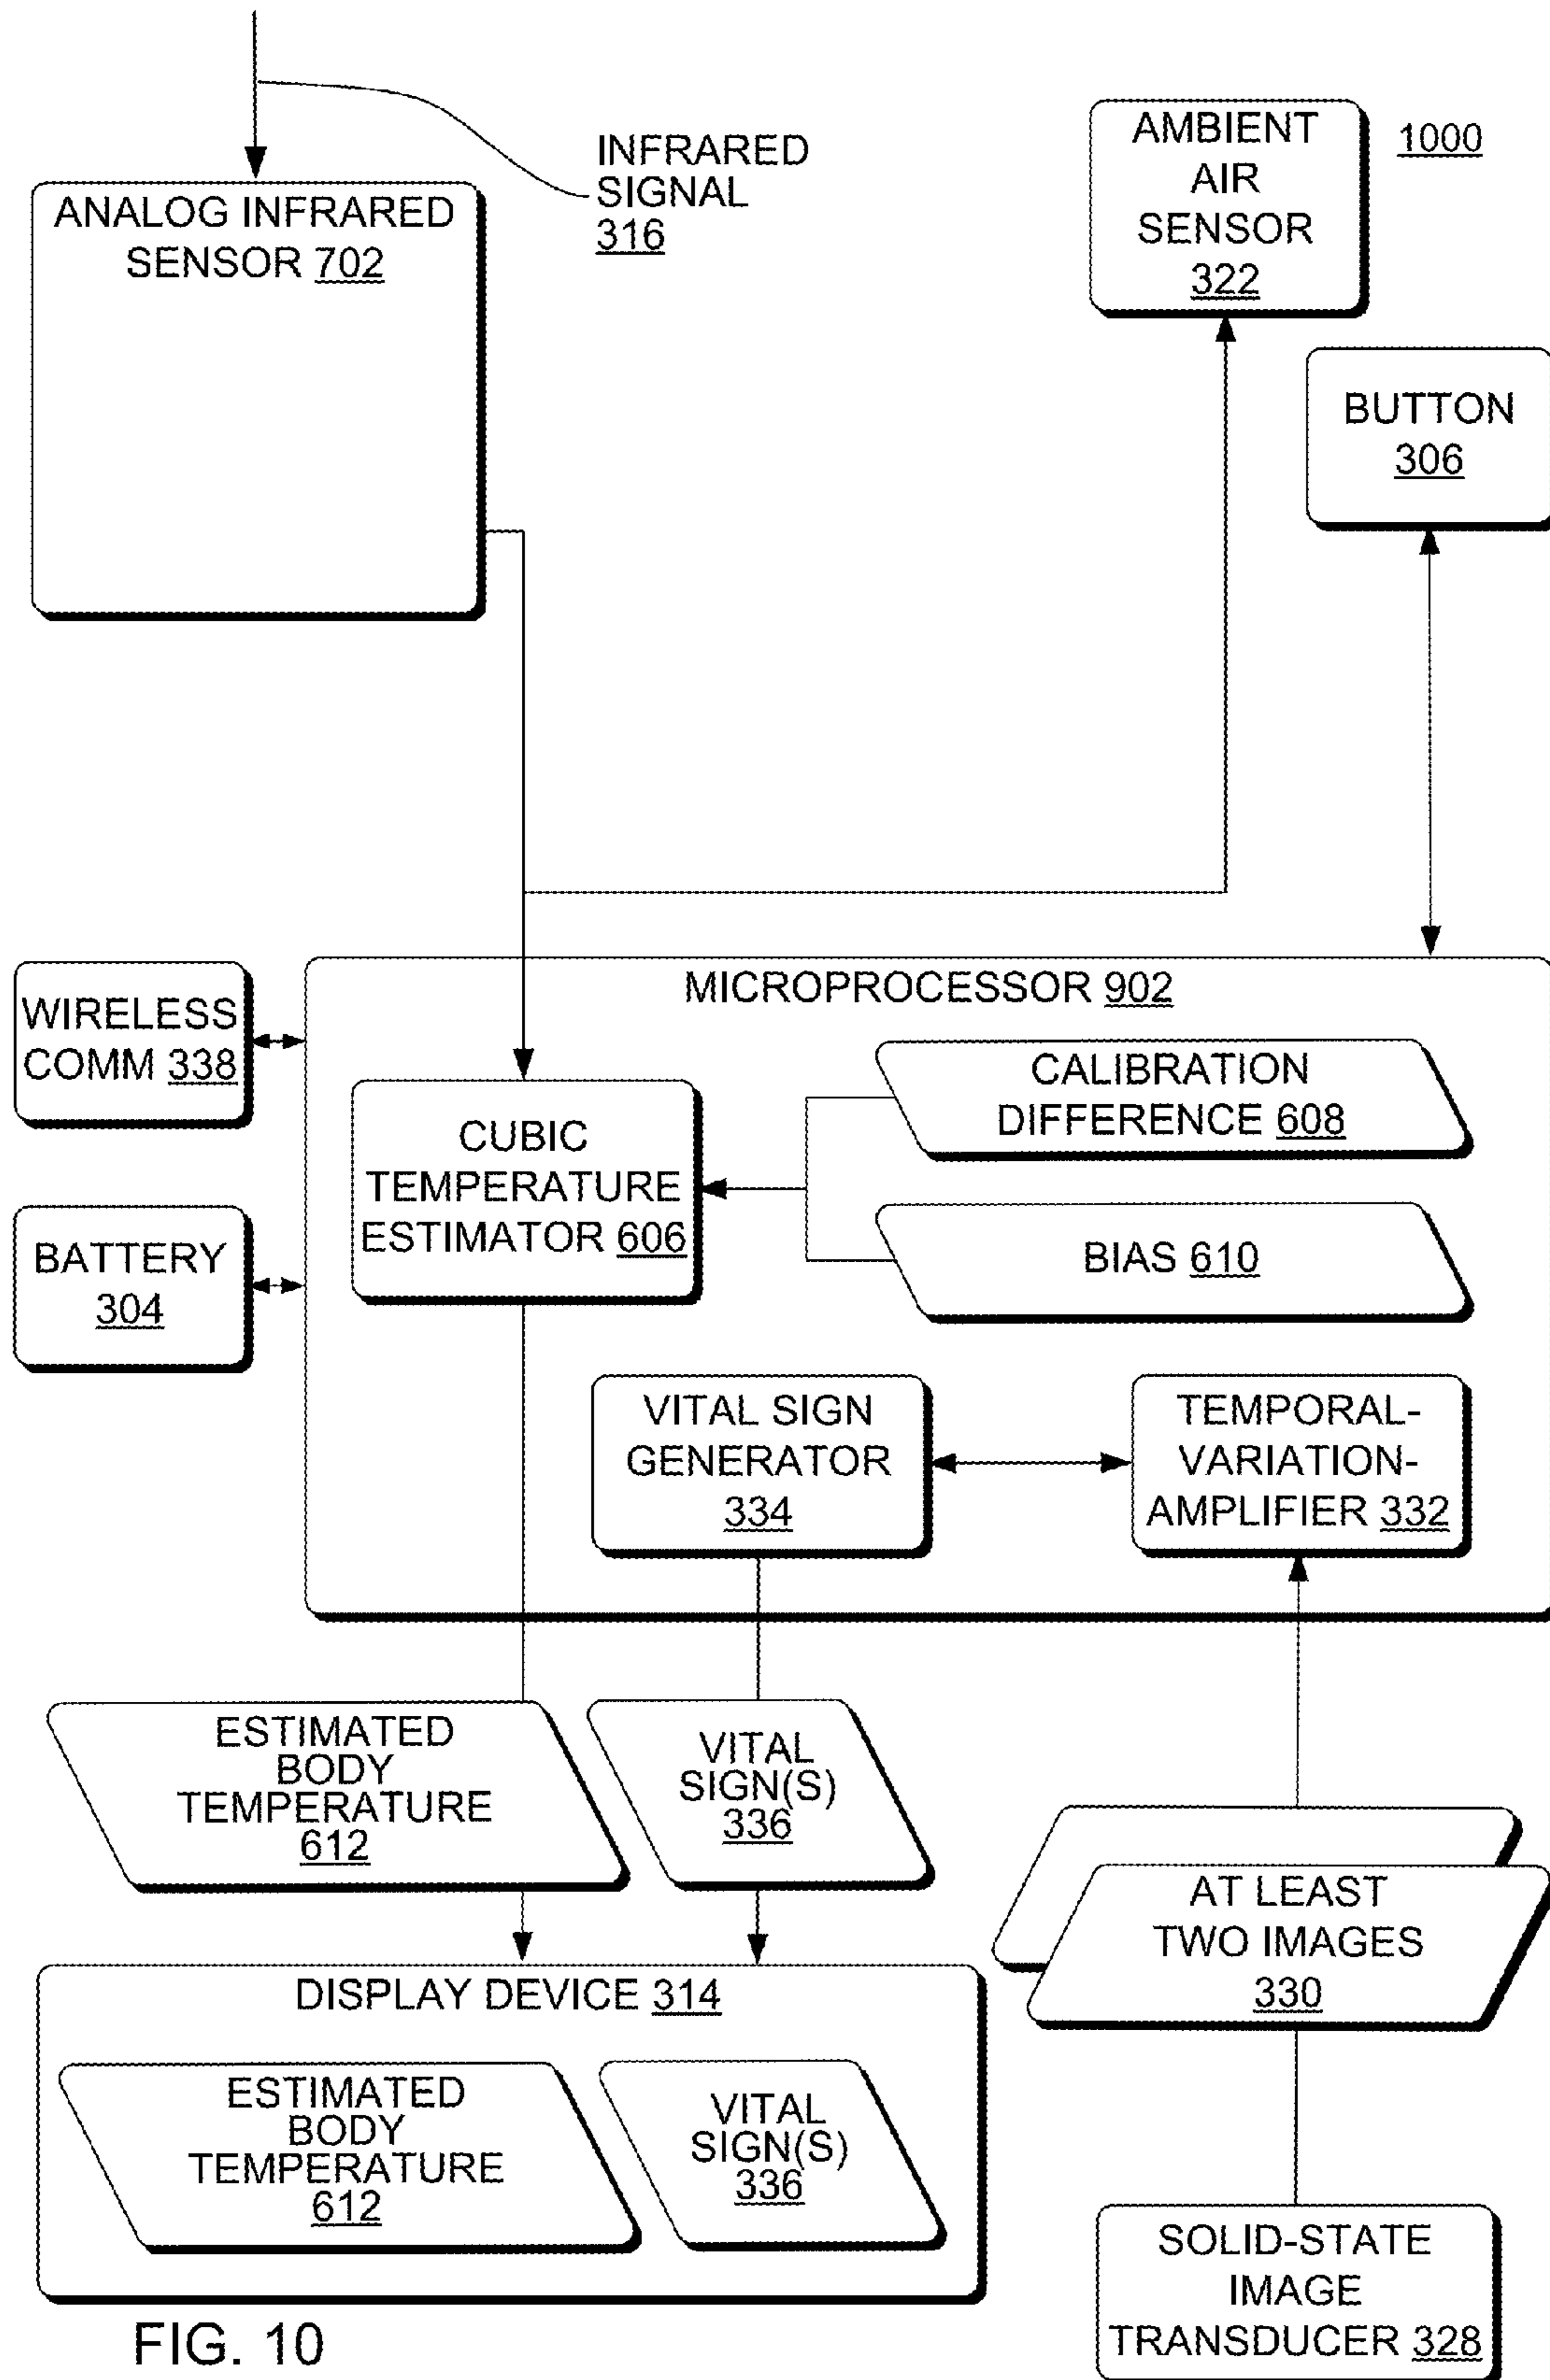 INFRARED
SIGNAL
316
AMBIENT
AIR
SENSOR
322
1000
ANALOG INFRARED
SENSOR 702
BUTTON
306
MICROPROCESSOR 902
WIRELESS
COMM 338
CALIBRATION
DIFFERENCE 608
CUBIC
TEMPERATURE
ESTIMATOR 606
BATTERY
304
BIAS 610
VITAL SIGN
GENERATOR
334
TEMPORAL-
VARIATION-
AMPLIFIER 332
ESTIMATED
BODY
TEMPERATURE
612
VITAL
SIGN(S)
336
AT LEAST
TWO IMAGES
330
DISPLAY DEVICE 314
ESTIMATED
BODY
TEMPERATURE
612
VITAL
SIGN(S)
336
SOLID-STATE
IMAGE
TRANSDUCER 328
FIG. 10